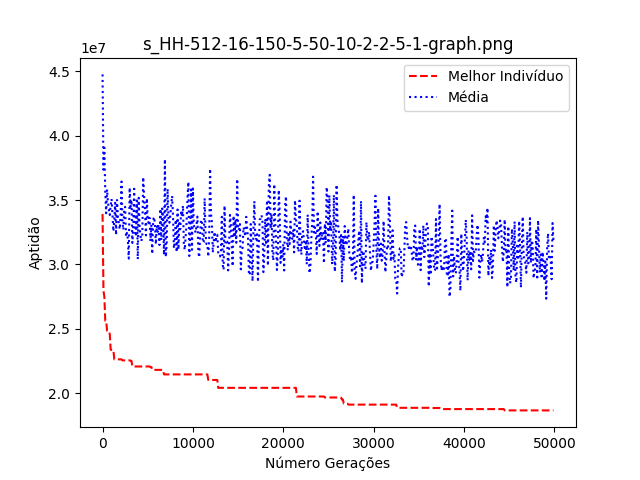 s_HH-512-16-150-5-50-10-2-2-5-1-graph.png
1e7
4.5
4.0
3.5
3.0
2.5
2.0
Aptidão
Melhor Indivíduo
Média
0 10000 20000 30000 40000 50000
Número Gerações